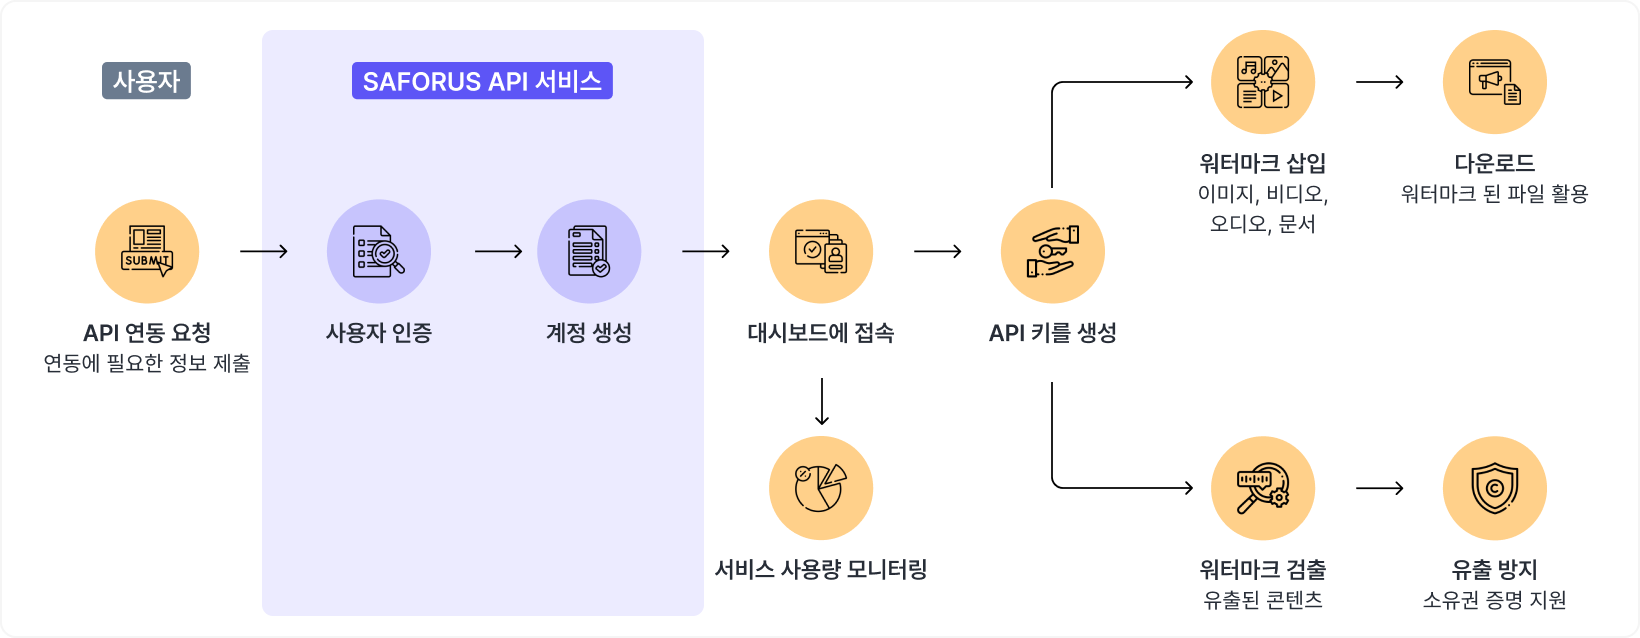 사용자
SAFORUS API 서비스
SUBMIT
API 연동 요청
연동에 필요한 정보 제출
사용자 인증
계정 생성
대시보드에 접속
API 키를 생성
서비스 사용량 모니터링
워터마크 삽입
이미지, 비디오,
오디오, 문서
다운로드
워터마크 된 파일 활용
워터마크 검출
유출된 콘텐츠
유출 방지
소유권 증명 지원